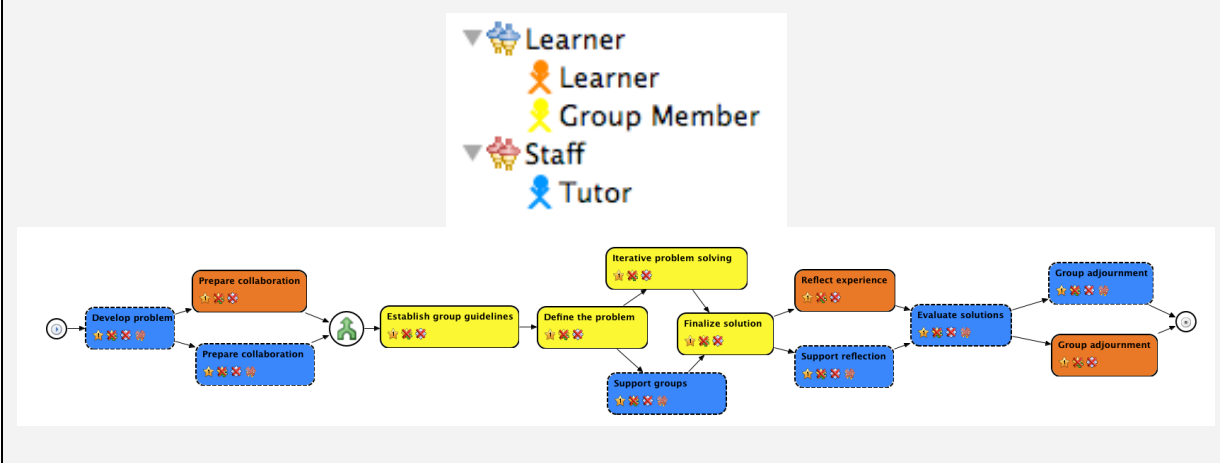 Learner
Learner
Group Member
Staff
Tutor
Develop problem
Prepare collaboration
Prepare collaboration
Establish group guidelines
Define the problem
Iterative problem solving
Support groups
Finalize solution
Reflect experience
Support reflection
Evaluate solutions
Group adjournment
Group adjournment